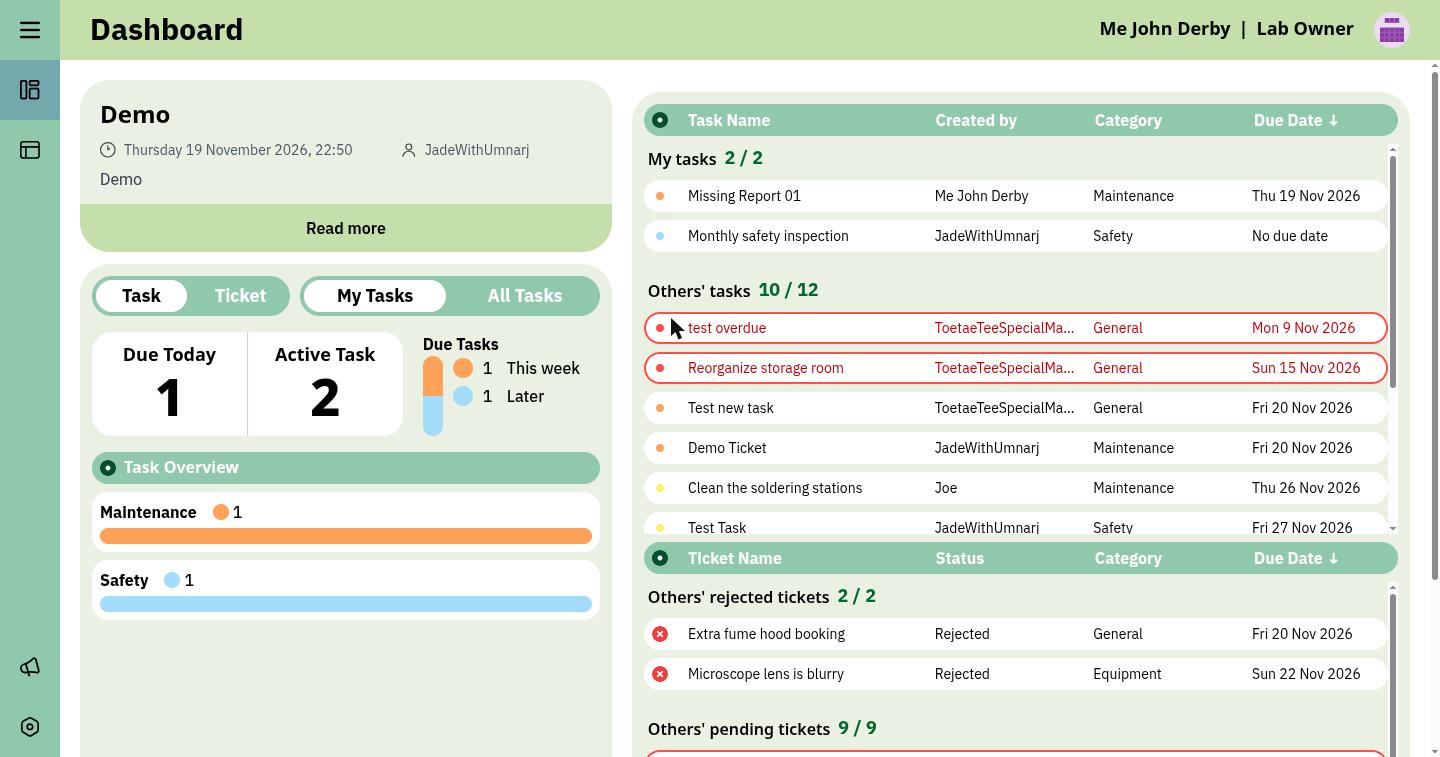 Dashboard
Me John Derby | Lab Owner
Demo
Thursday 19 November 2026, 22:50 JadeWithUmnarj
Demo
Read more
Task Ticket My Tasks All Tasks
Due Today
1
Active Task
2
Due Tasks
1 This week
1 Later
Task Overview
Maintenance 1
Safety 1
Task Name Created by Category Due Date ↓
My tasks 2 / 2
Missing Report 01 Me John Derby Maintenance Thu 19 Nov 2026
Monthly safety inspection JadeWithUmnarj Safety No due date
Others' tasks 10 / 12
test overdue ToetaeTeeSpecialMa... General Mon 9 Nov 2026
Reorganize storage room ToetaeTeeSpecialMa... General Sun 15 Nov 2026
Test new task ToetaeTeeSpecialMa... General Fri 20 Nov 2026
Demo Ticket JadeWithUmnarj Maintenance Fri 20 Nov 2026
Clean the soldering stations Joe Maintenance Thu 26 Nov 2026
Test Task JadeWithUmnarj Safety Fri 27 Nov 2026
Ticket Name Status Category Due Date ↓
Others' rejected tickets 2 / 2
Extra fume hood booking Rejected General Fri 20 Nov 2026
Microscope lens is blurry Rejected Equipment Sun 22 Nov 2026
Others' pending tickets 9 / 9